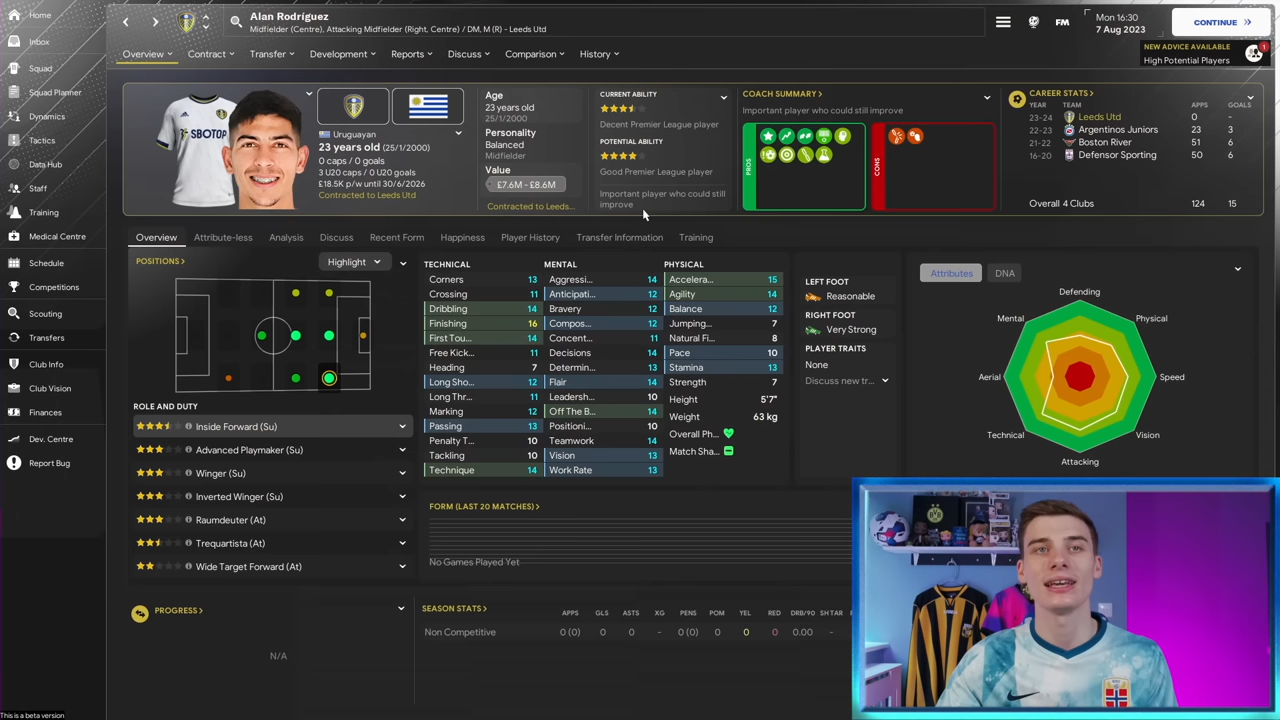 Home
Inbox
Squad
Squad Planner
Dynamics
Tactics
Data Hub
Staff
Training
Medical Centre
Schedule
Competitions
Scouting
Transfers
Club Info
Club Vision
Finances
Dev. Centre
Report Bug
This is a beta version
Alan Rodríguez
Midfielder (Centre), Attacking Midfielder (Right, Centre) / DM, M (R) - Leeds Utd
FM
Mon 16:30
7 Aug 2023
CONTINUE
Overview
Contract
Transfer
Development
Reports
Discuss
Comparison
History
NEW ADVICE AVAILABLE
High Potential Players
1
SBOTOP
Uruguayan
23 years old (25/1/2000)
0 caps / 0 goals
3 U20 caps / 0 U20 goals
£18.5K p/w until 30/6/2026
Contracted to Leeds Utd
Age
23 years old
25/1/2000
Personality
Balanced
Midfielder
Value
£7.6M - £8.6M
Contracted to Leeds...
CURRENT ABILITY
Decent Premier League player
POTENTIAL ABILITY
Good Premier League player
Important player who could still
improve
COACH SUMMARY
Important player who could still improve
PROS
CONS
CAREER STATS
YEAR TEAM APPS GOALS
23-24 Leeds Utd 0 -
22-23 Argentinos Juniors 23 3
21-22 Boston River 51 6
16-20 Defensor Sporting 50 6
Overall 4 Clubs 124 15
Overview
Attribute-less
Analysis
Discuss
Recent Form
Happiness
Player History
Transfer Information
Training
POSITIONS
Highlight
ROLE AND DUTY
Inside Forward (Su)
Advanced Playmaker (Su)
Winger (Su)
Inverted Winger (Su)
Raumdeuter (At)
Trequartista (At)
Wide Target Forward (At)
TECHNICAL
Corners 13
Crossing 11
Dribbling 14
Finishing 16
First Tou... 14
Free Kick... 11
Heading 7
Long Sho... 12
Long Thr... 11
Marking 12
Passing 13
Penalty T... 10
Tackling 10
Technique 14
MENTAL
Aggressi... 14
Anticipati... 12
Bravery 12
Compos... 12
Concent... 11
Decisions 14
Determin... 13
Flair 14
Leadersh... 10
Off The B... 14
Positioni... 10
Teamwork 14
Vision 13
Work Rate 13
PHYSICAL
Accelera... 15
Agility 14
Balance 12
Jumping... 7
Natural Fi... 8
Pace 10
Stamina 13
Strength 7
Height 5'7"
Weight 63 kg
Overall Ph...
Match Sha...
LEFT FOOT
Reasonable
RIGHT FOOT
Very Strong
PLAYER TRAITS
None
Discuss new tr...
Attributes
DNA
Defending
Physical
Speed
Vision
Attacking
Technical
Aerial
Mental
FORM (LAST 20 MATCHES)
No Games Played Yet
PROGRESS
N/A
SEASON STATS
APPS GLS ASTS XG PENS POM YEL RED DRB/90 SH TAR
Non Competitive 0 (0) 0 0 - 0 (0) 0 0 0 0.00 -
BVB
09